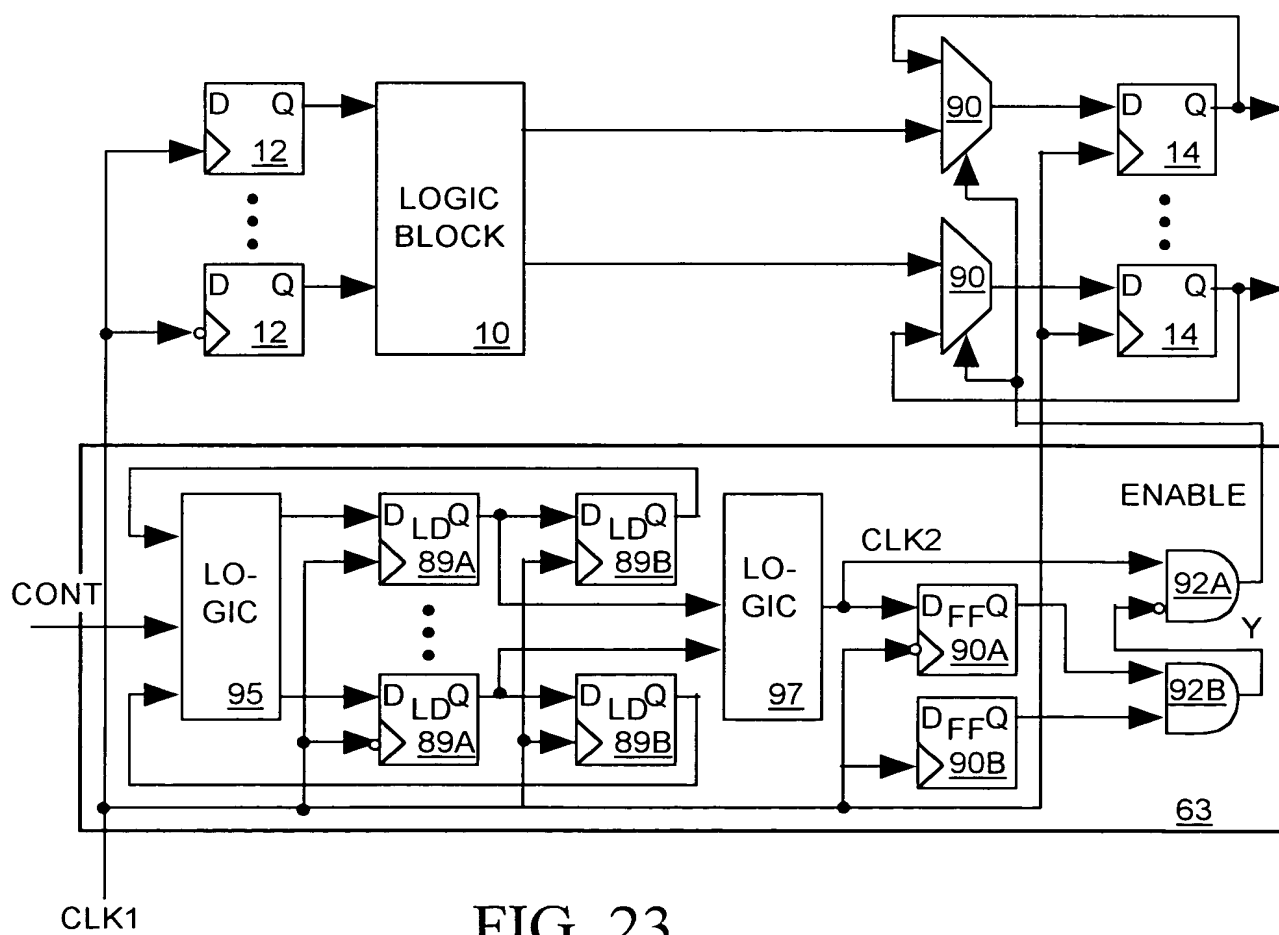 90
D Q
12
D Q
14
LOGIC
BLOCK
10
D Q
12
90
D Q
14
ENABLE
CONT
LO-
GIC
95
D LD Q
89A
D LD Q
89B
D LD Q
89A
D LD Q
89B
LO-
GIC
97
CLK2
D FF Q
90A
D FF Q
90B
92A
Y
92B
63
CLK1
FIG. 23